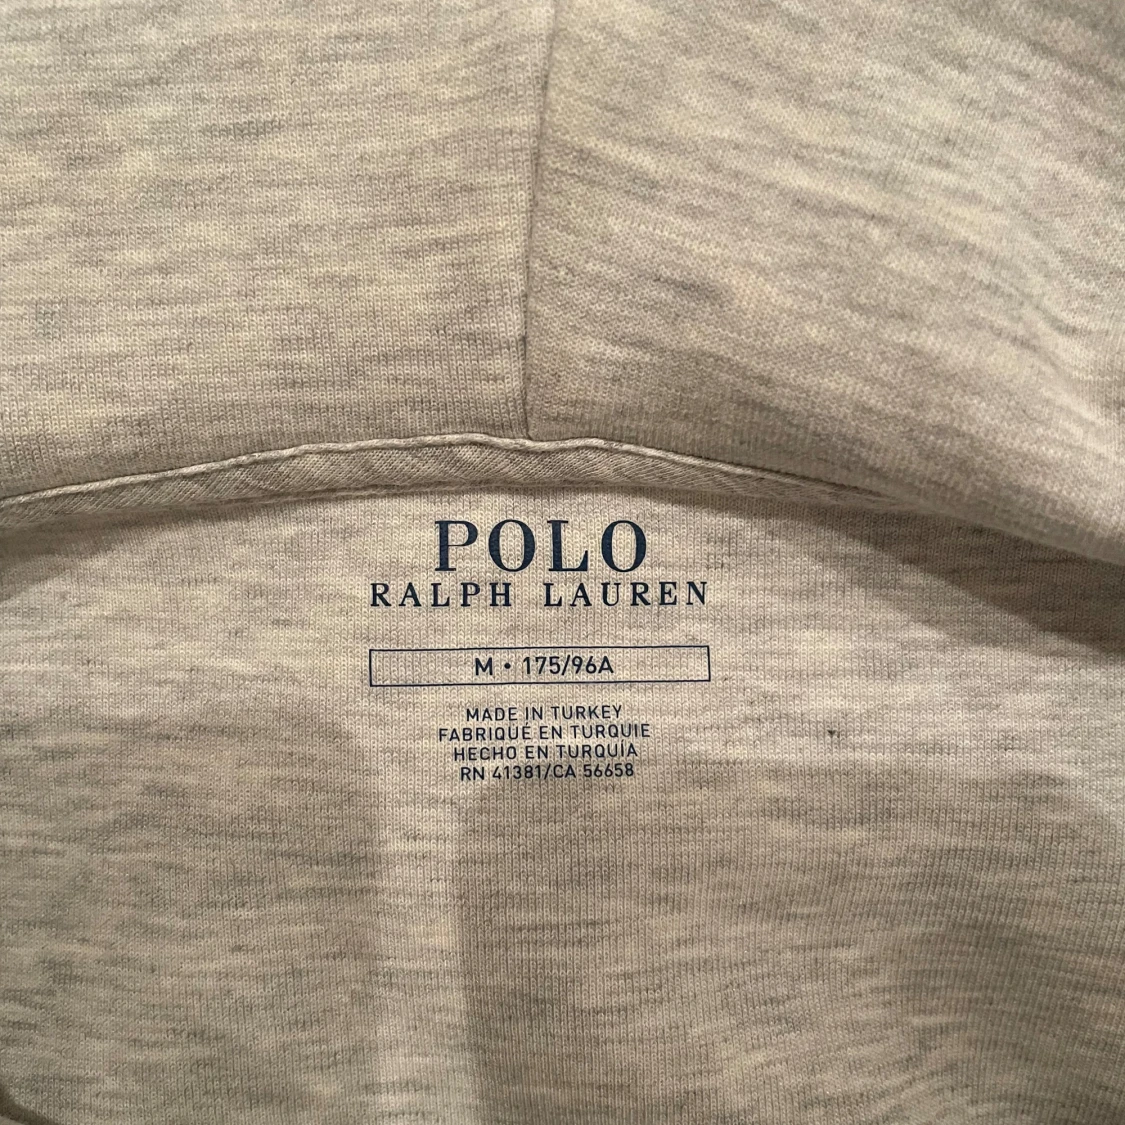 POLO
RALPH LAUREN
M • 175/96A
MADE IN TURKEY
FABRIQUÉ EN TURQUIE
HECHO EN TURQUÍA
RN 41381/CA 56658